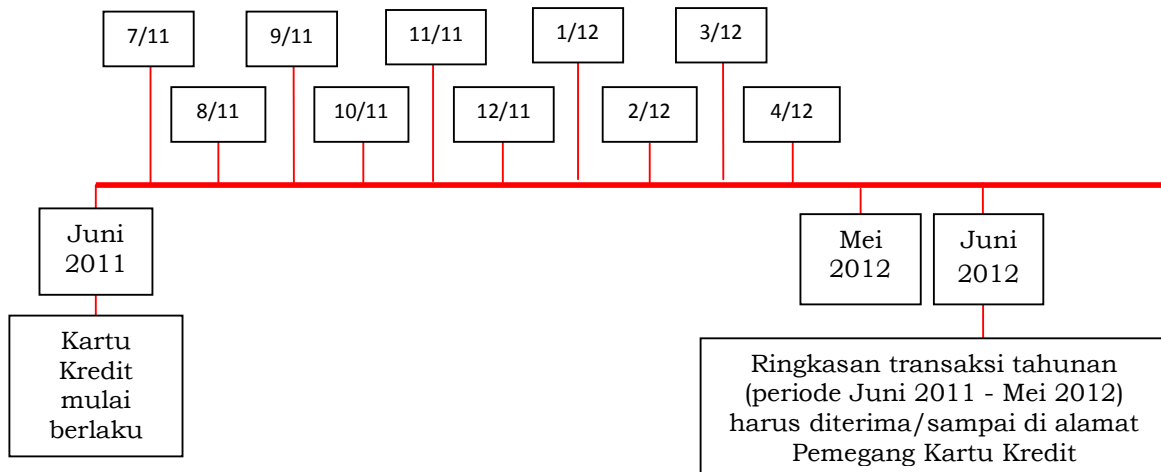 7/11
9/11
11/11
1/12
3/12
8/11
10/11
12/11
2/12
4/12
Juni
2011
Mei
2012
Juni
2012
Kartu
Kredit
mulai
berlaku
Ringkasan transaksi tahunan
(periode Juni 2011 - Mei 2012)
harus diterima/sampai di alamat
Pemegang Kartu Kredit